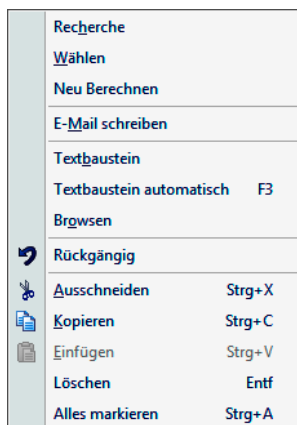 Recherche
Wählen
Neu Berechnen
E-Mail schreiben
Textbaustein
Textbaustein automatisch F3
Browsen
Rückgängig
Ausschneiden Strg+X
Kopieren Strg+C
Einfügen Strg+V
Löschen Entf
Alles markieren Strg+A